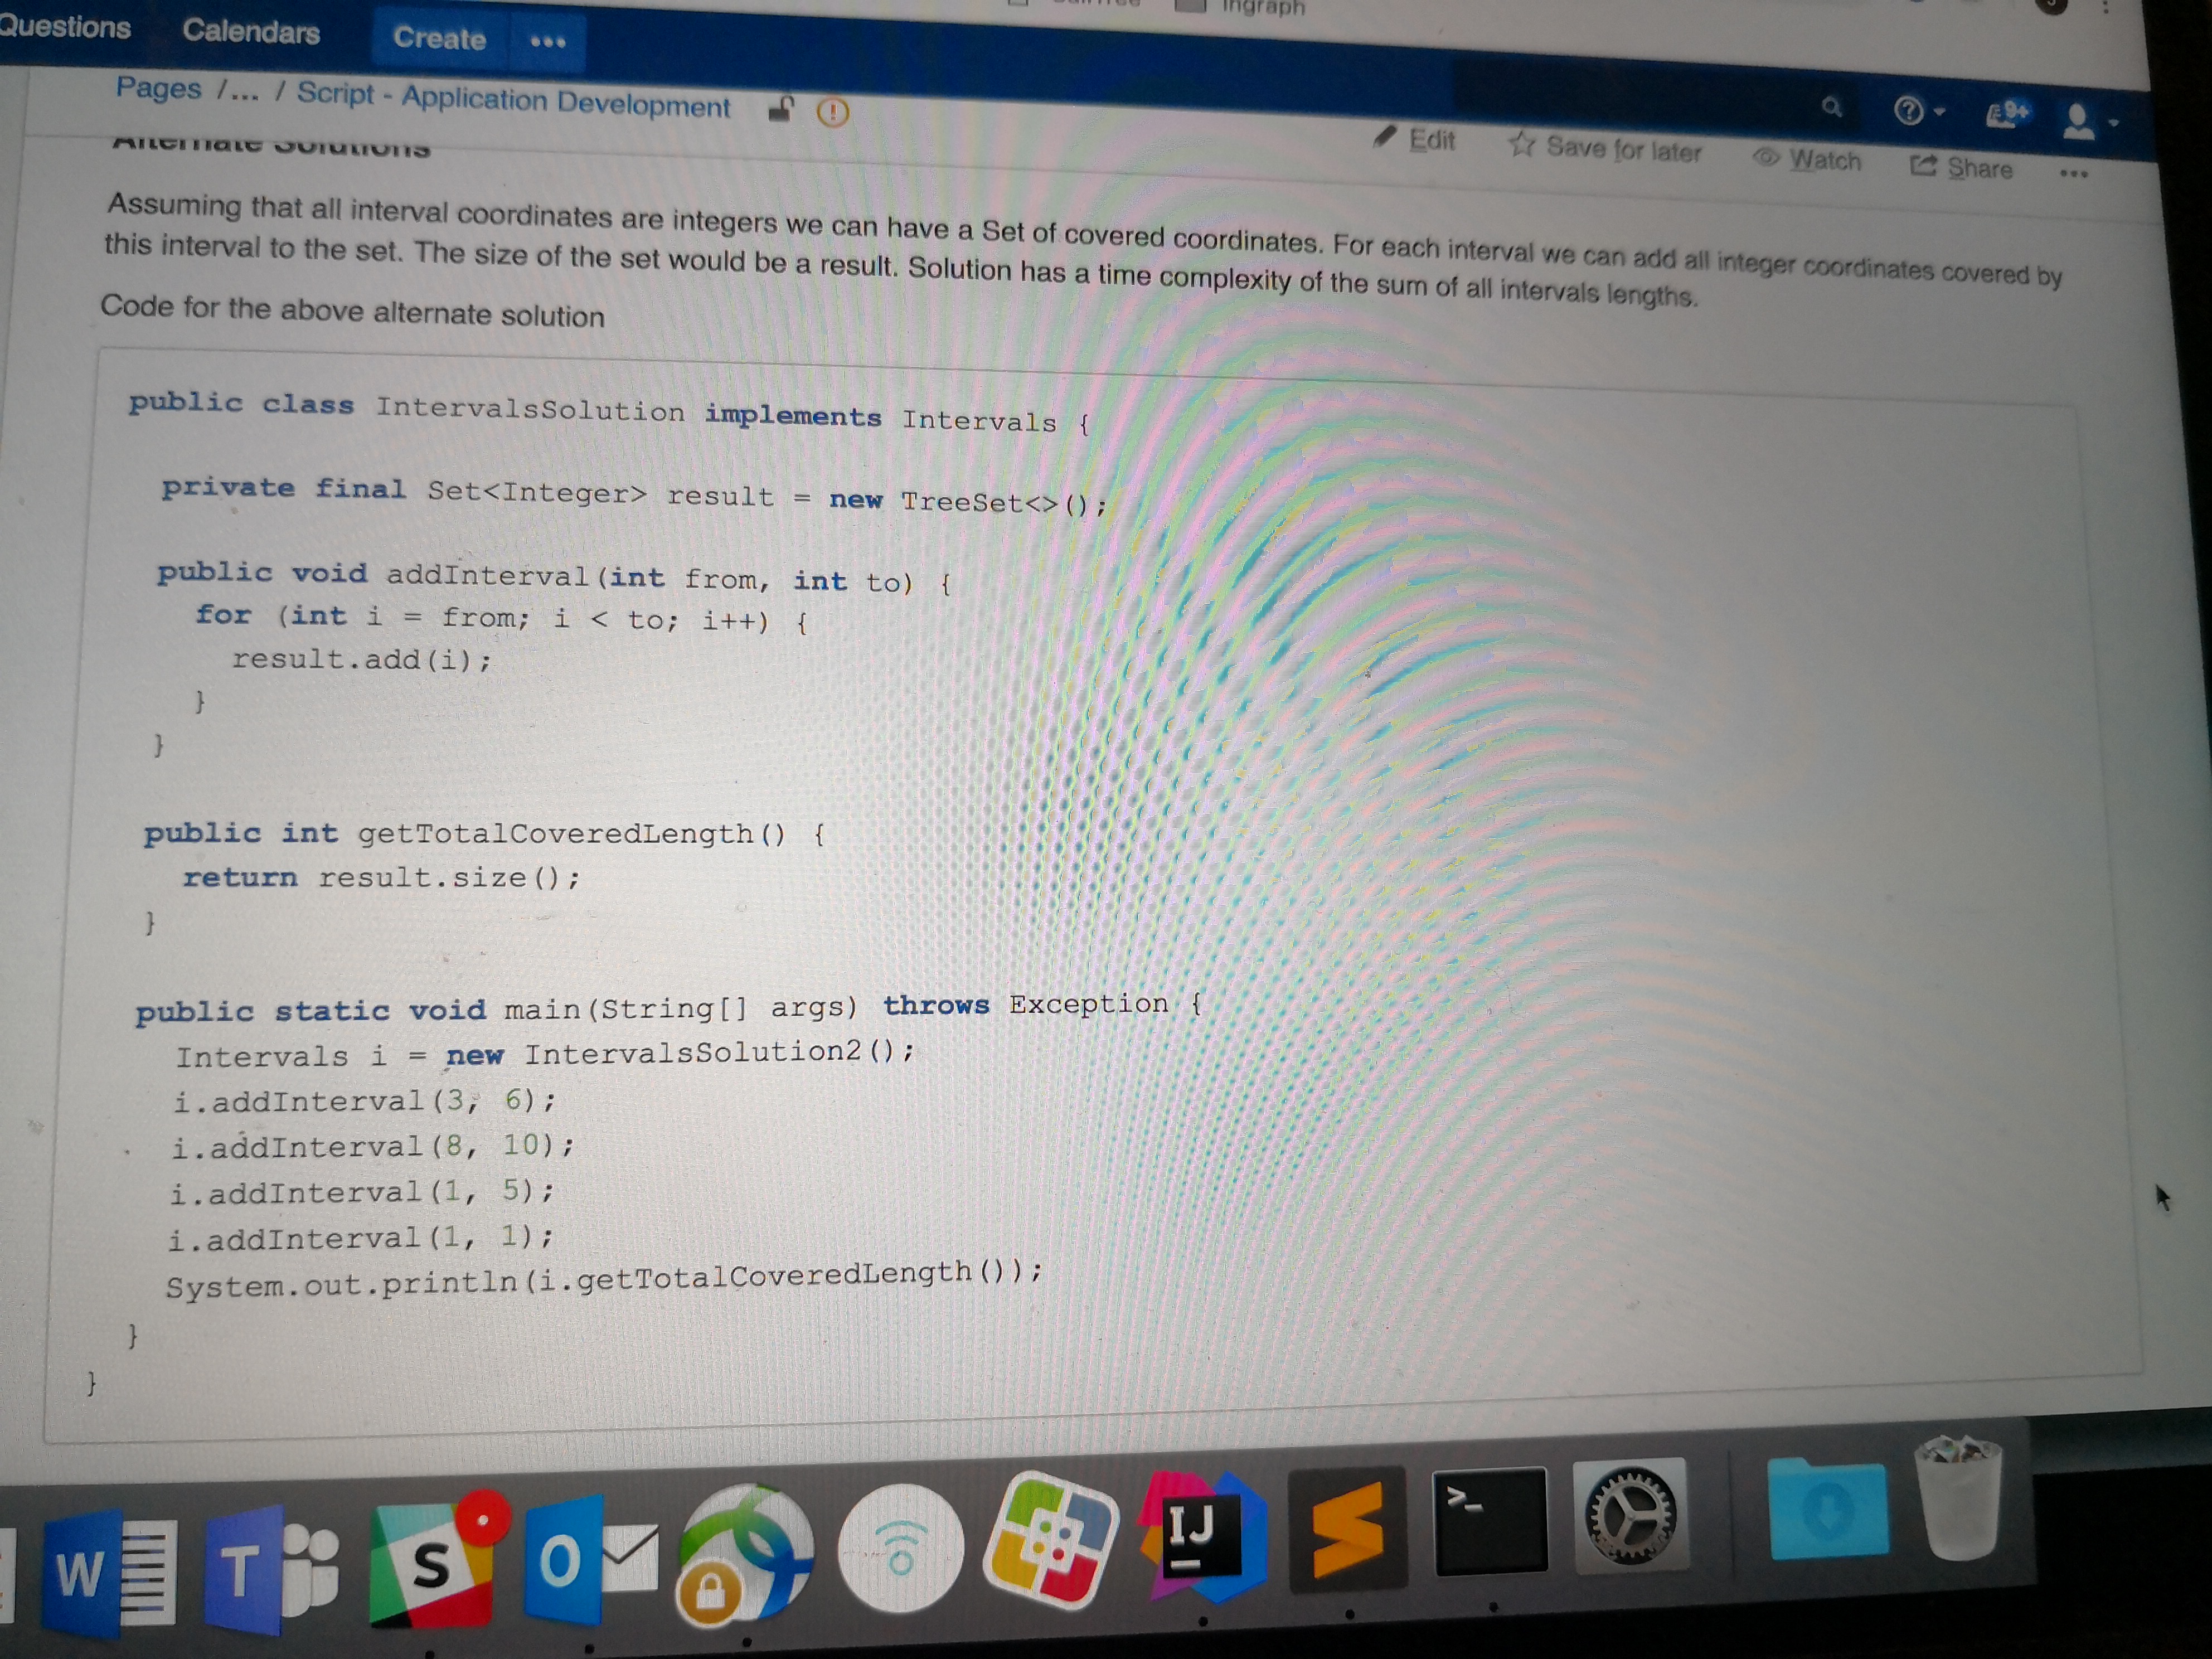 Ingraph
Questions Calendars Create •••
Pages /... / Script - Application Development
9+
Edit Save for later Watch Share •••
Alternate Solutions
Assuming that all interval coordinates are integers we can have a Set of covered coordinates. For each interval we can add all integer coordinates covered by
this interval to the set. The size of the set would be a result. Solution has a time complexity of the sum of all intervals lengths.
Code for the above alternate solution
public class IntervalsSolution implements Intervals {
private final Set<Integer> result = new TreeSet<>();
public void addInterval(int from, int to) {
for (int i = from; i < to; i++) {
result.add(i);
}
}
public int getTotalCoveredLength() {
return result.size();
}
public static void main(String[] args) throws Exception {
Intervals i = new IntervalsSolution2();
i.addInterval(3, 6);
i.addInterval(8, 10);
i.addInterval(1, 5);
i.addInterval(1, 1);
System.out.println(i.getTotalCoveredLength());
}
}
W T S O IJ >_